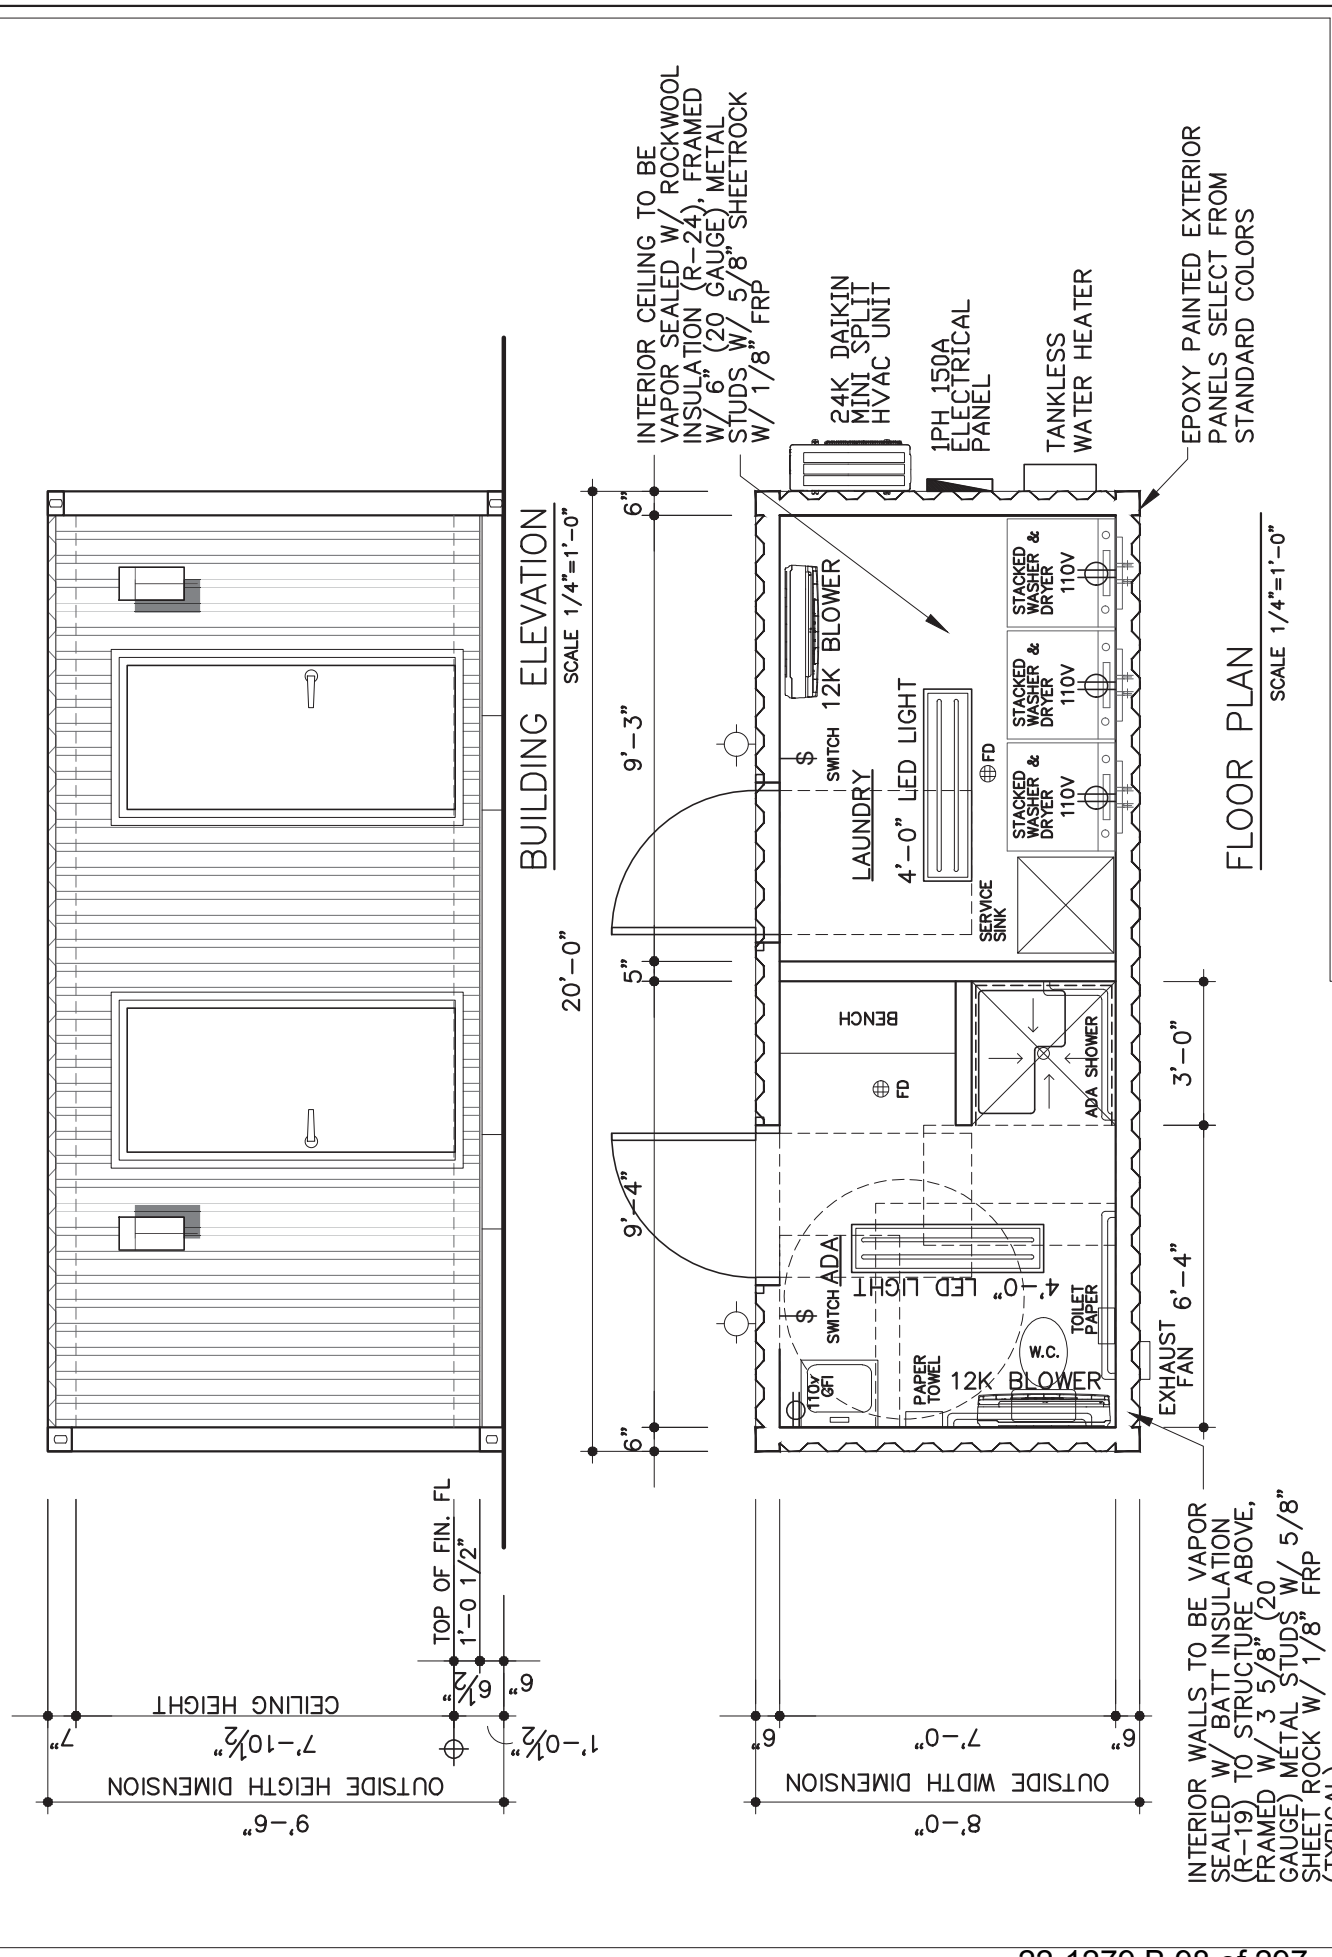 INTERIOR CEILING TO BE
VAPOR SEALED W/ ROCKWOOL
INSULATION (R-24), FRAMED
W/ 6" (20 GAUGE) METAL
STUDS W/ 5/8" SHEETROCK
W/ 1/8" FRP
24K DAIKIN
MINI SPLIT
HVAC UNIT
1PH 150A
ELECTRICAL
PANEL
TANKLESS
WATER HEATER
EPOXY PAINTED EXTERIOR
PANELS SELECT FROM
STANDARD COLORS
BUILDING ELEVATION
SCALE 1/4"=1'-0"
20'-0"
6"
9'-3"
5"
9'-4"
6"
12K BLOWER
SWITCH
$
LAUNDRY
4'-0" LED LIGHT
FD
STACKED
WASHER &
DRYER
110V
STACKED
WASHER &
DRYER
110V
STACKED
WASHER &
DRYER
110V
SERVICE
SINK
BENCH
FD
ADA SHOWER
3'-0"
6'-4"
FLOOR PLAN
SCALE 1/4"=1'-0"
SWITCH
$
ADA
4'-0" LED LIGHT
110v
GFI
PAPER
TOWEL
12K BLOWER
W.C.
TOILET
PAPER
EXHAUST
FAN
TOP OF FIN. FL
1'-0 1/2"
6 1/2"
6"
CEILING HEIGHT
7"
7'-10 1/2"
1'-0 1/2"
OUTSIDE HEIGTH DIMENSION
9'-6"
6"
7'-0"
6"
OUTSIDE WIDTH DIMENSION
8'-0"
INTERIOR WALLS TO BE VAPOR
SEALED W/ BATT INSULATION
(R-19) TO STRUCTURE ABOVE,
FRAMED W/ 3 5/8" (20
GAUGE) METAL STUDS W/ 5/8"
SHEET ROCK W/ 1/8" FRP
(TYPICAL)